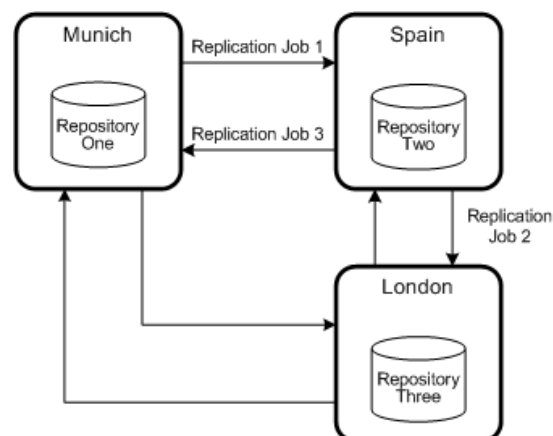 Munich
Spain
Replication Job 1
Repository
One
Repository
Two
Replication Job 3
Replication
Job 2
London
Repository
Three